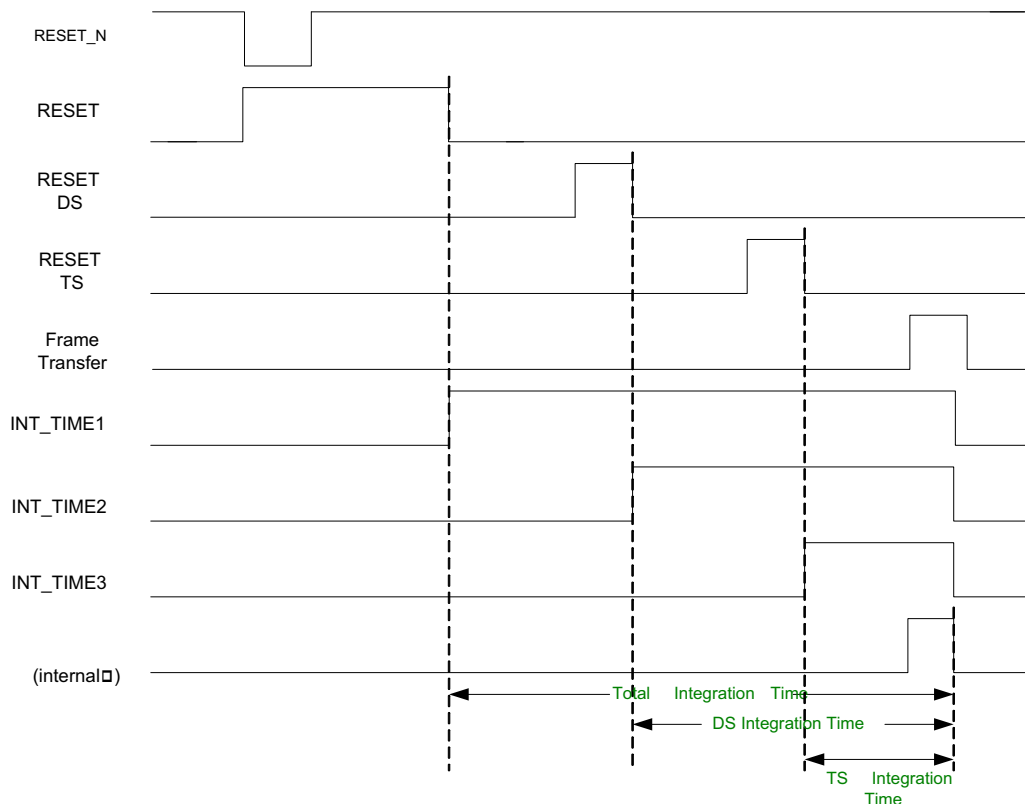 RESET_N
RESET
RESET
DS
RESET
TS
Frame
Transfer
INT_TIME1
INT_TIME2
INT_TIME3
(internal□)
Total Integration Time
DS Integration Time
TS Integration
Time